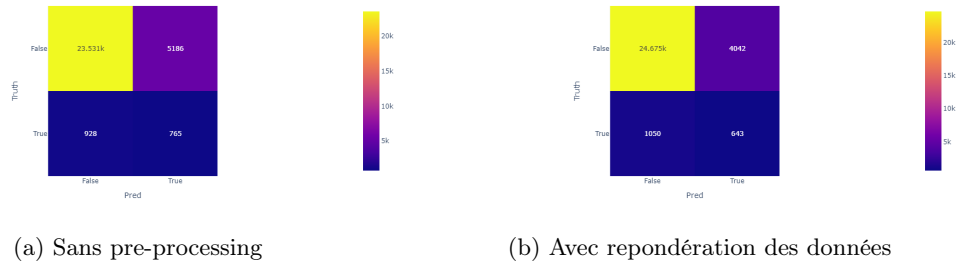 False
23.531k
5186
True
928
765
False
True
Pred
Truth
20k
15k
10k
5k
(a) Sans pre-processing
False
24.675k
4042
True
1050
643
False
True
Pred
Truth
20k
15k
10k
5k
(b) Avec repondération des données